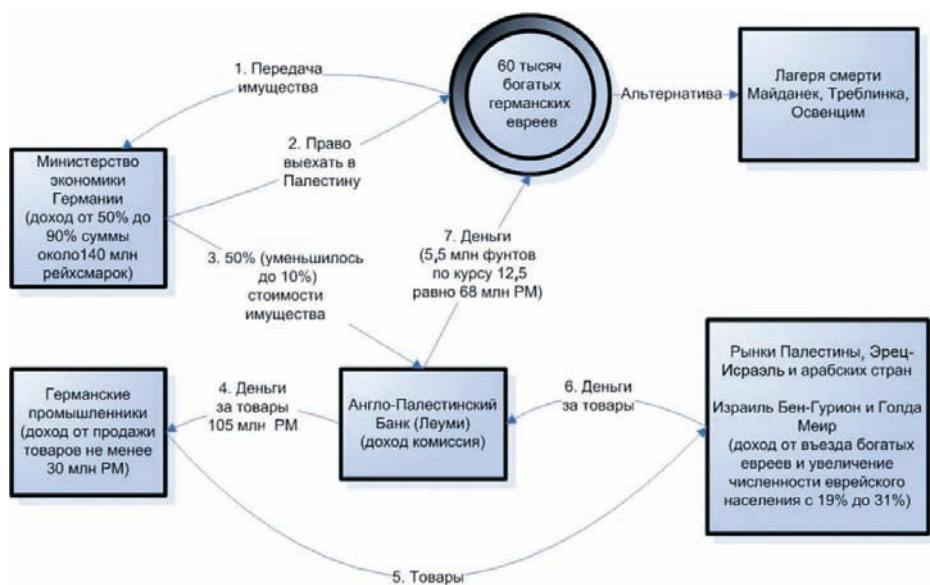 1. Передача
имущества
60 тысяч
богатых
германских
евреев
Альтернатива
Лагеря смерти
Майданек, Треблинка,
Освенцим
2. Право
выехать в
Палестину
Министерство
экономики
Германии
(доход от 50% до
90% суммы
около140 млн
рейхсмарок)
3. 50% (уменьшилось
до 10%)
стоимости
имущества
7. Деньги
(5,5 млн фунтов
по курсу 12,5
равно 68 млн РМ)
Германские
промышленники
(доход от продажи
товаров не менее
30 млн РМ)
4. Деньги
за товары
105 млн РМ
Англо-Палестинский
Банк (Леуми)
(доход комиссия)
6. Деньги
за товары
Рынки Палестины, Эрец-
Исраэль и арабских стран
Израиль Бен-Гурион и Голда
Меир
(доход от въезда богатых
евреев и увеличение
численности еврейского
населения с 19% до 31%)
5. Товары